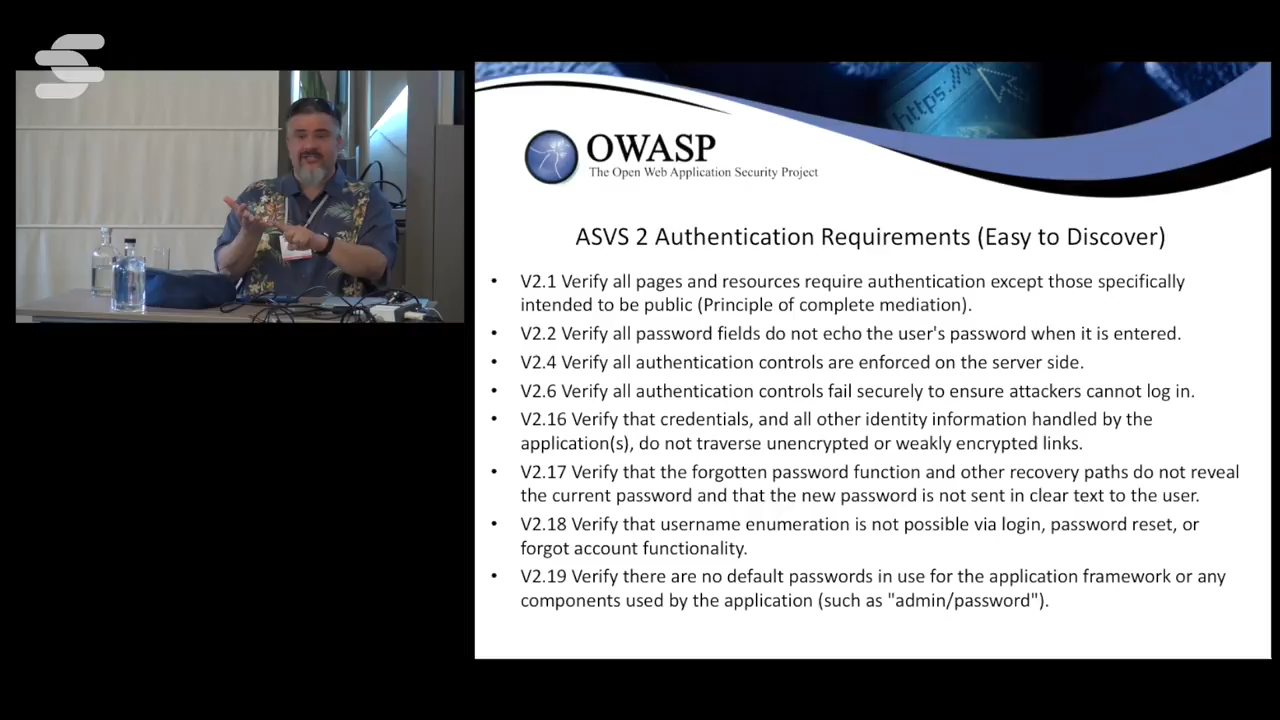 https://w
OWASP
The Open Web Application Security Project
ASVS 2 Authentication Requirements (Easy to Discover)
• V2.1 Verify all pages and resources require authentication except those specifically
intended to be public (Principle of complete mediation).
• V2.2 Verify all password fields do not echo the user's password when it is entered.
• V2.4 Verify all authentication controls are enforced on the server side.
• V2.6 Verify all authentication controls fail securely to ensure attackers cannot log in.
• V2.16 Verify that credentials, and all other identity information handled by the
application(s), do not traverse unencrypted or weakly encrypted links.
• V2.17 Verify that the forgotten password function and other recovery paths do not reveal
the current password and that the new password is not sent in clear text to the user.
• V2.18 Verify that username enumeration is not possible via login, password reset, or
forgot account functionality.
• V2.19 Verify there are no default passwords in use for the application framework or any
components used by the application (such as "admin/password").